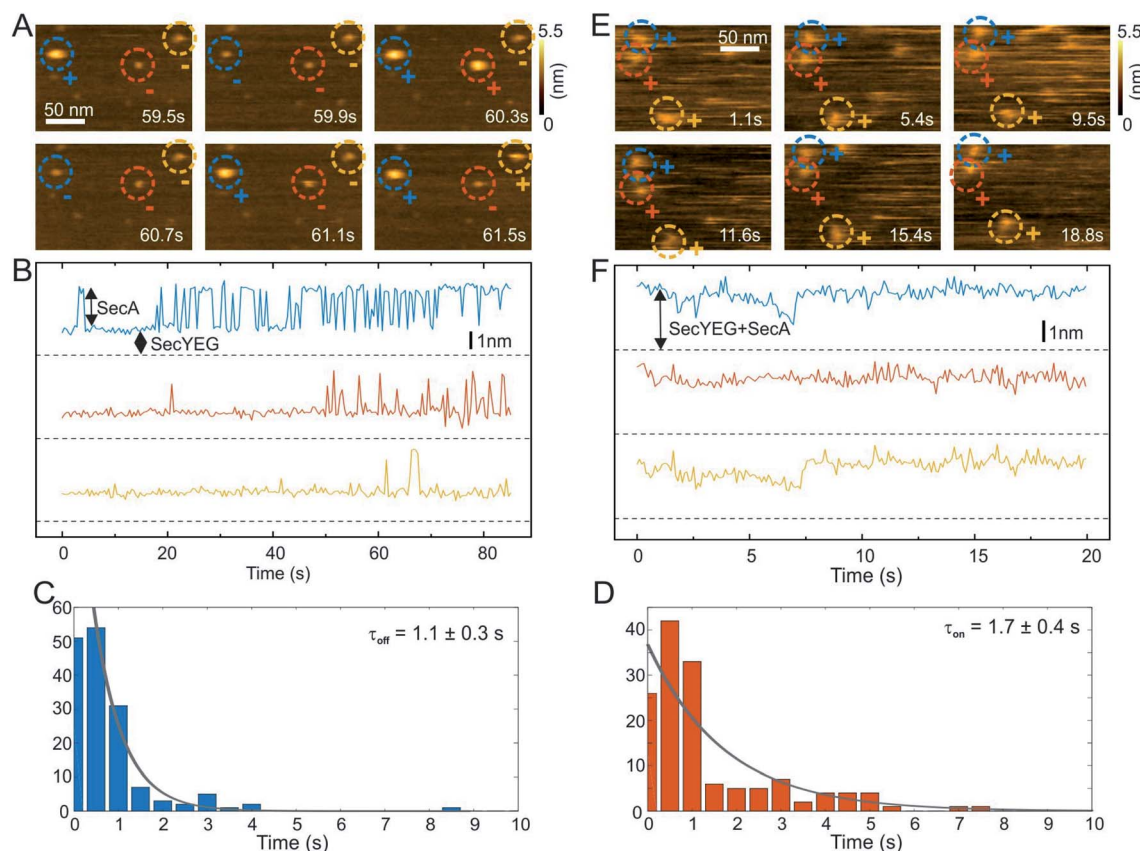 A
+
-
-
50 nm
59.5s
-
-
-
59.9s
-
+
-
60.3s
-
-
-
60.7s
+
-
-
61.1s
+
-
+
61.5s
5.5
(nm)
0
B
SecA
SecYEG
1nm
0
20
40
60
80
Time (s)
C
60
50
40
30
20
10
0
τoff = 1.1 ± 0.3 s
0
1
2
3
4
5
6
7
8
9
10
Time (s)
E
+
50 nm
+
+
1.1s
+
+
+
5.4s
+
+
+
9.5s
+
+
+
11.6s
+
+
+
15.4s
+
+
+
18.8s
5.5
(nm)
0
F
SecYEG+SecA
1nm
0
5
10
15
20
Time (s)
D
40
30
20
10
0
τon = 1.7 ± 0.4 s
0
1
2
3
4
5
6
7
8
9
10
Time (s)